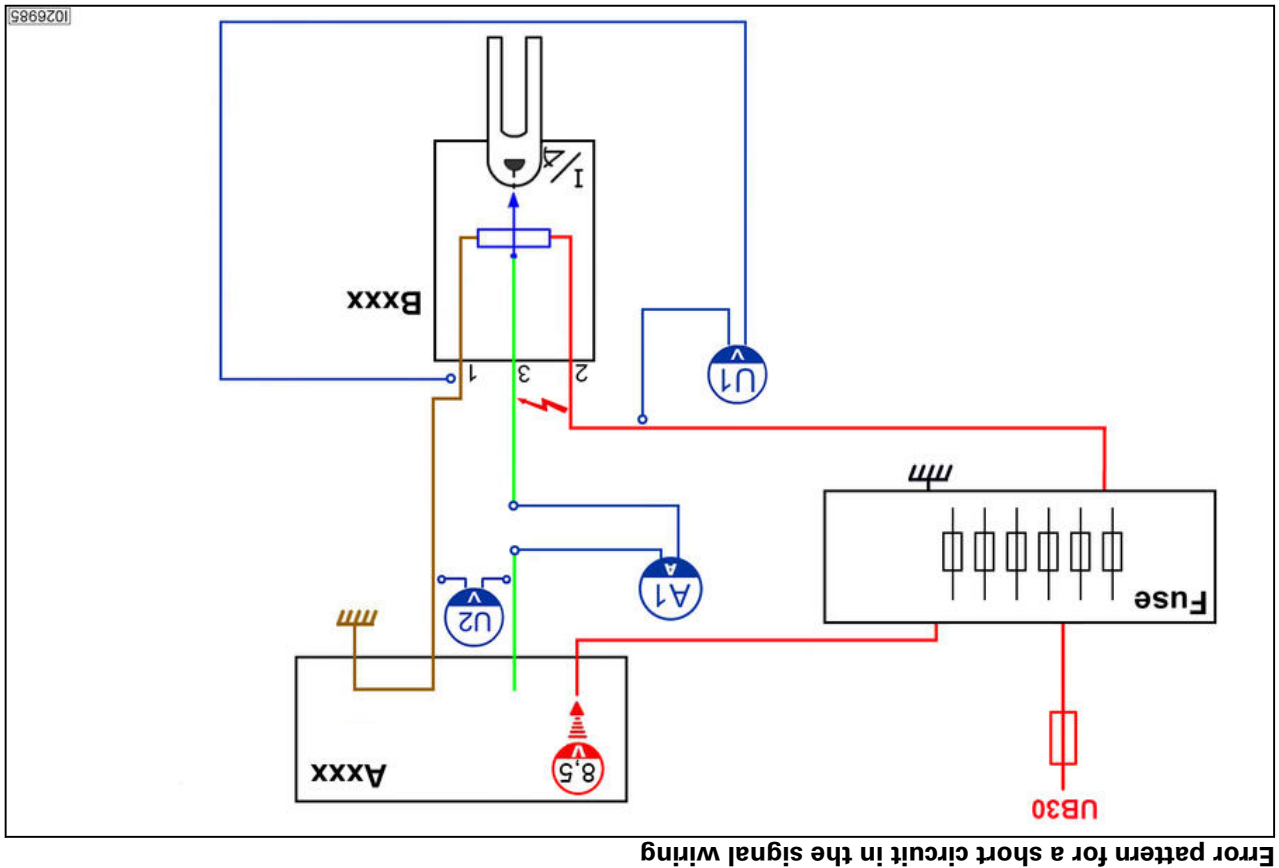 Error pattern for a short circuit in the signal wiring
UB30
8,5
V
Axxx
Fuse
A1
A
U2
V
U1
V
2
3
1
Bxxx
I/∢
I026985